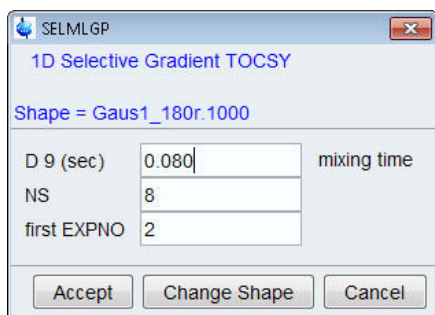 SELMLGP
1D Selective Gradient TOCSY
Shape = Gaus1_180r.1000
D 9 (sec) 0.080 mixing time
NS 8
first EXPNO 2
Accept Change Shape Cancel